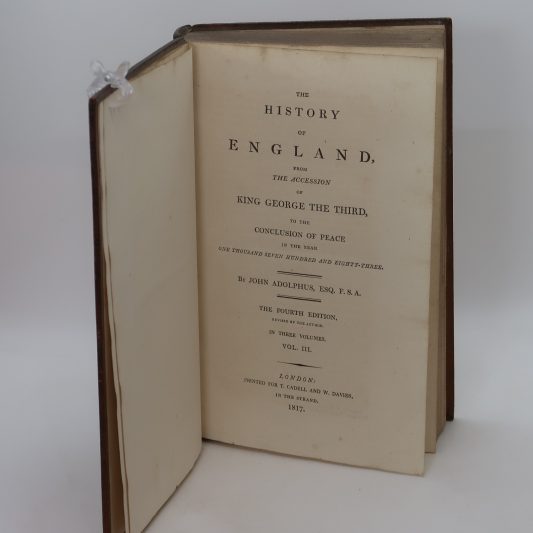 THE
HISTORY
OF
ENGLAND,
FROM
THE ACCESSION
OF
KING GEORGE THE THIRD,
TO THE
CONCLUSION OF PEACE
IN THE YEAR
ONE THOUSAND SEVEN HUNDRED AND EIGHTY-THREE.
BY JOHN ADOLPHUS, ESQ. F.S.A.
THE FOURTH EDITION,
REVISED BY THE AUTHOR.
IN THREE VOLUMES.
VOL. III.
LONDON:
PRINTED FOR T. CADELL AND W. DAVIES,
IN THE STRAND.
1817.